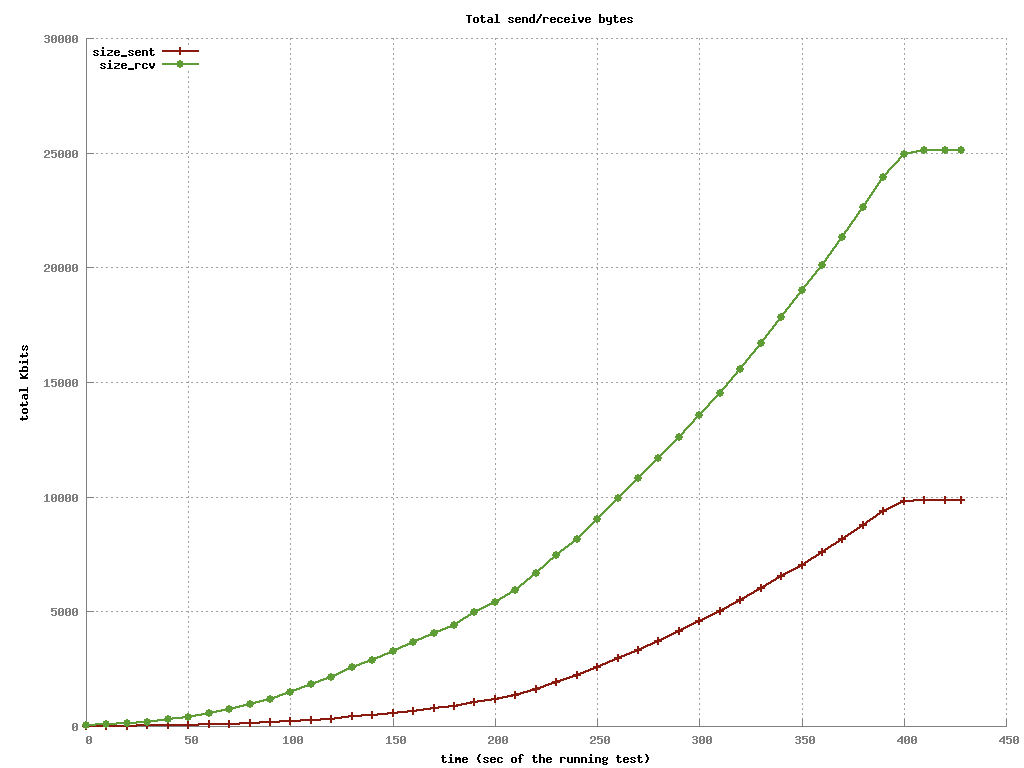 Total send/receive bytes
30000
size_sent
size_rcv
25000
20000
15000
total Kbits
10000
5000
0
0 50 100 150 200 250 300 350 400 450
time (sec of the running test)